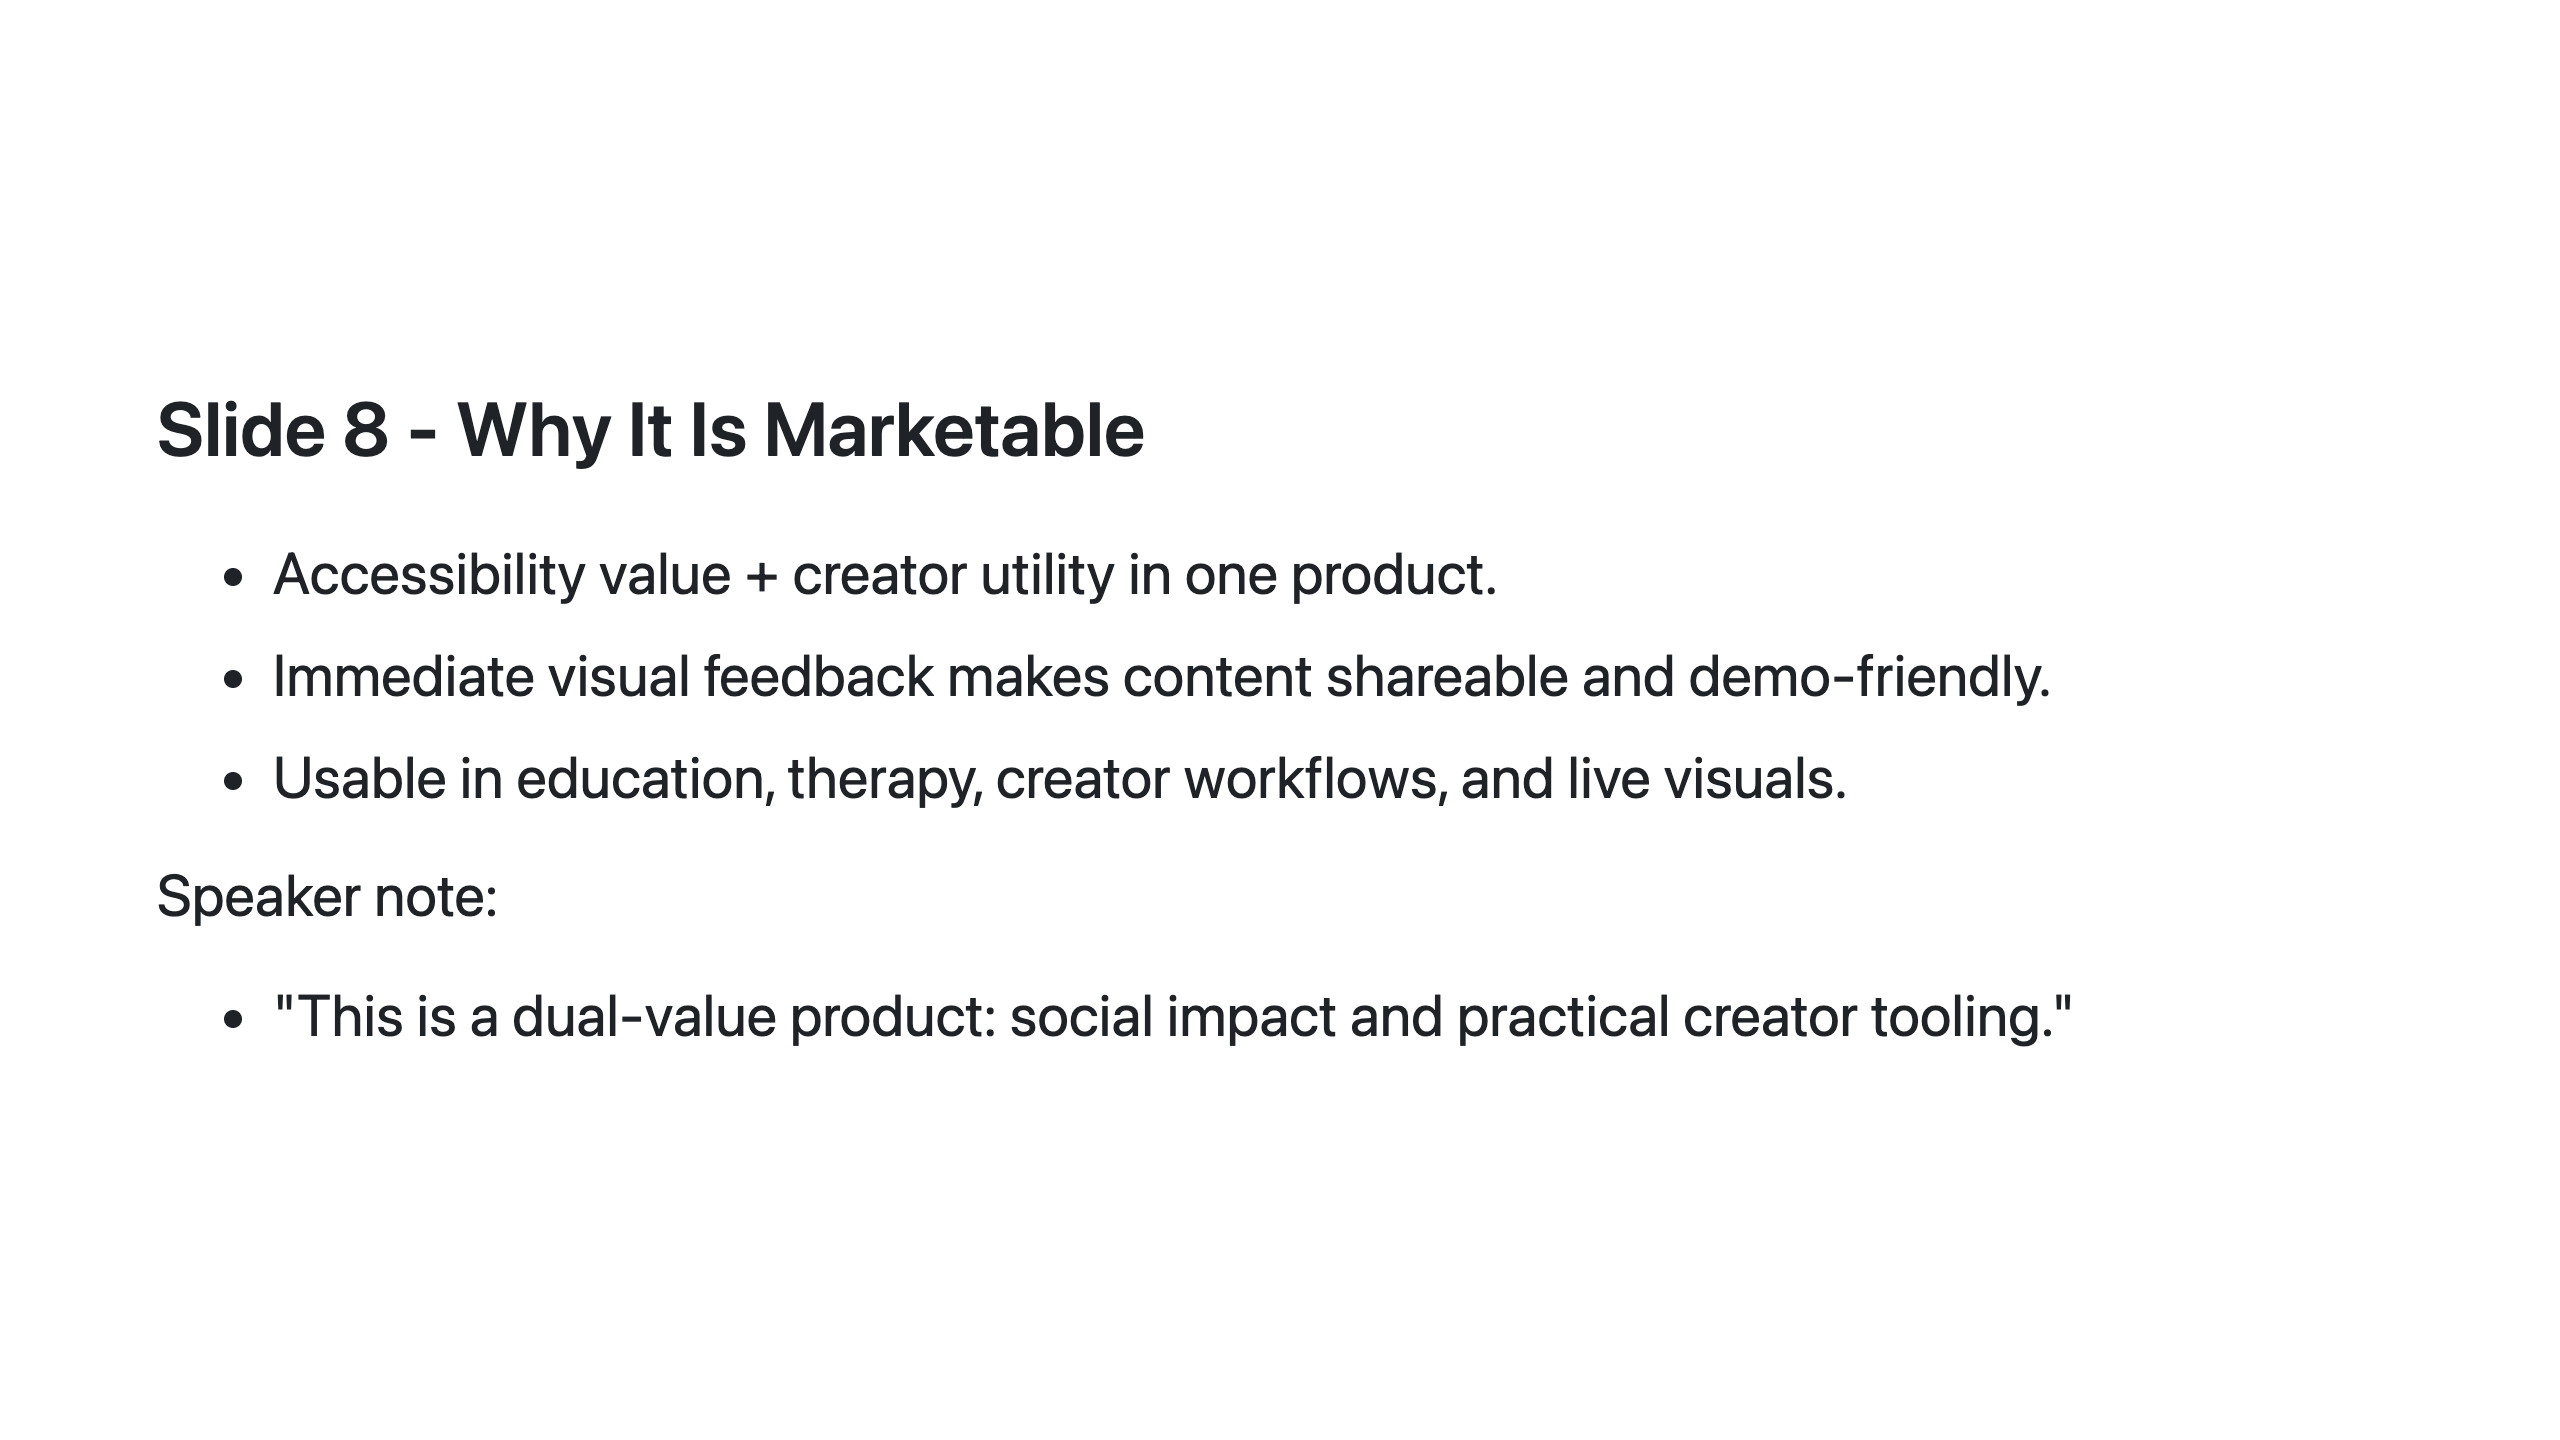 Slide 8 - Why It Is Marketable
• Accessibility value + creator utility in one product.
• Immediate visual feedback makes content shareable and demo-friendly.
• Usable in education, therapy, creator workflows, and live visuals.
Speaker note:
• "This is a dual-value product: social impact and practical creator tooling."